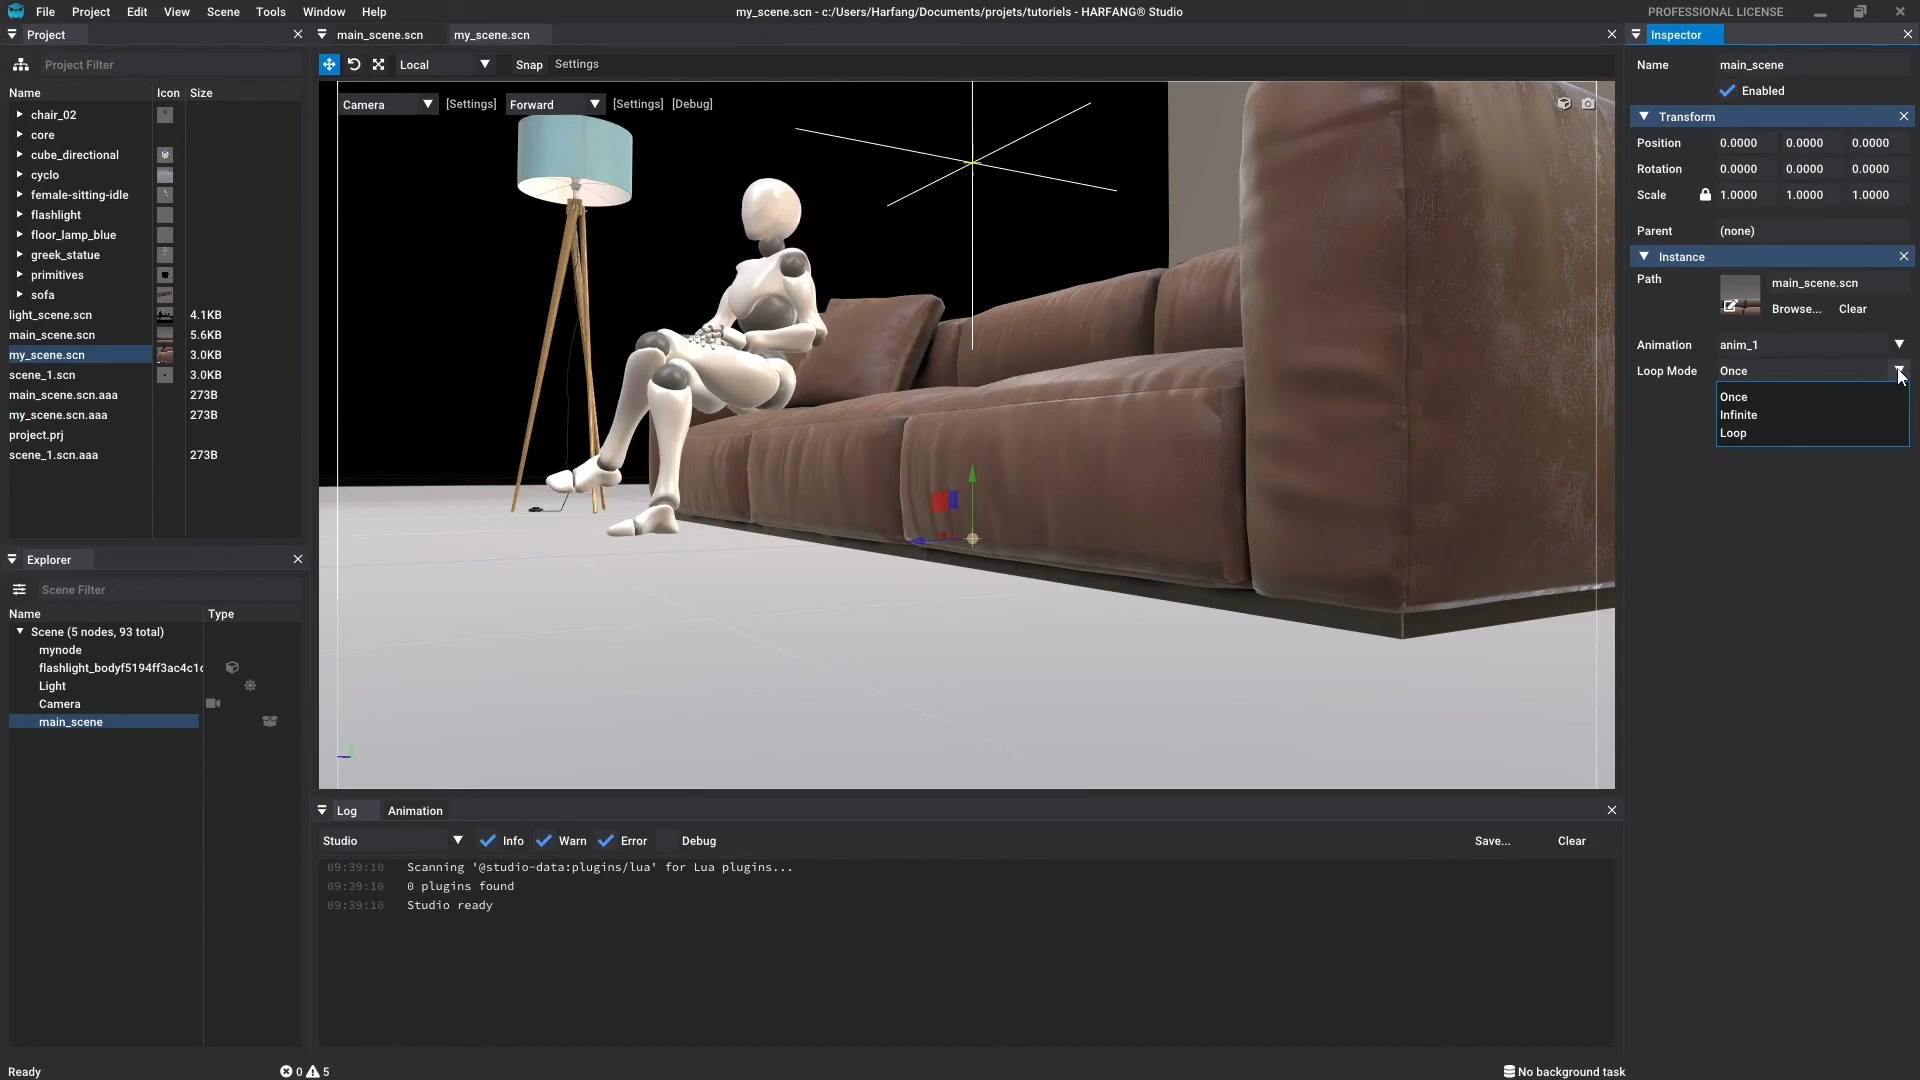 File Project Edit View Scene Tools Window Help
my_scene.scn - c:/Users/Harfang/Documents/projets/tutoriels - HARFANG® Studio
PROFESSIONAL LICENSE
Project
main_scene.scn my_scene.scn
Inspector
Project Filter
Local Snap Settings
Name main_scene
Enabled
Name Icon Size
chair_02
core
cube_directional
cyclo
female-sitting-idle
flashlight
floor_lamp_blue
greek_statue
primitives
sofa
light_scene.scn 4.1KB
main_scene.scn 5.6KB
my_scene.scn 3.0KB
scene_1.scn 3.0KB
main_scene.scn.aaa 273B
my_scene.scn.aaa 273B
project.prj
scene_1.scn.aaa 273B
Camera [Settings] Forward [Settings] [Debug]
Transform
Position 0.0000 0.0000 0.0000
Rotation 0.0000 0.0000 0.0000
Scale 1.0000 1.0000 1.0000
Parent (none)
Instance
Path main_scene.scn
Browse... Clear
Animation anim_1
Loop Mode Once
Once
Infinite
Loop
Explorer
Scene Filter
Name Type
Scene (5 nodes, 93 total)
mynode
flashlight_bodyf5194ff3ac4c1c
Light
Camera
main_scene
Log Animation
Studio Info Warn Error Debug Save... Clear
09:39:10 Scanning '@studio-data:plugins/lua' for Lua plugins...
09:39:10 0 plugins found
09:39:10 Studio ready
Ready
0 5
No background task